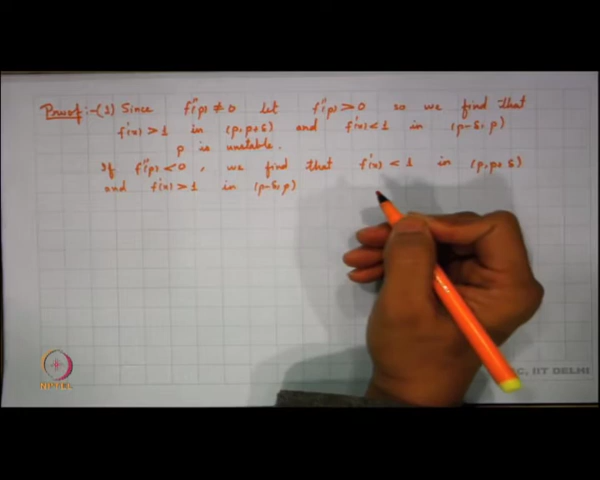 Proof:-(1) Since f''(p) ≠ 0 let f''(p) > 0 so we find that
f'(x) > 1 in (p, p+δ) and f'(x) < 1 in (p-δ, p)
p is unstable.
If f''(p) < 0, we find that f'(x) < 1 in (p, p+δ)
and f'(x) > 1 in (p-δ, p)
NPTEL
C, IIT DELHI